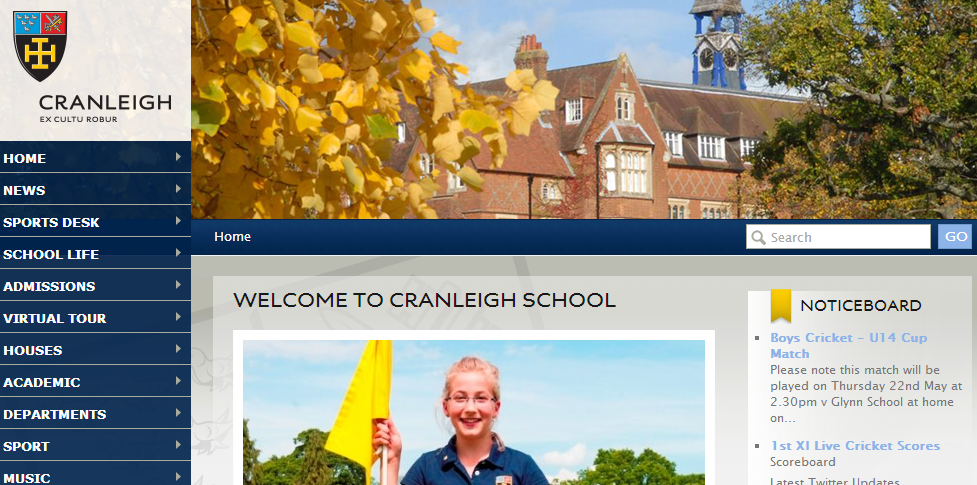 CRANLEIGH
EX CULTU ROBUR
HOME
NEWS
SPORTS DESK
SCHOOL LIFE
ADMISSIONS
VIRTUAL TOUR
HOUSES
ACADEMIC
DEPARTMENTS
SPORT
MUSIC
Home
Search
GO
WELCOME TO CRANLEIGH SCHOOL
NOTICEBOARD
Boys Cricket - U14 Cup
Match
Please note this match will be
played on Thursday 22nd May at
2.30pm v Glynn School at home
on...
1st XI Live Cricket Scores
Scoreboard
Latest Twitter Updates